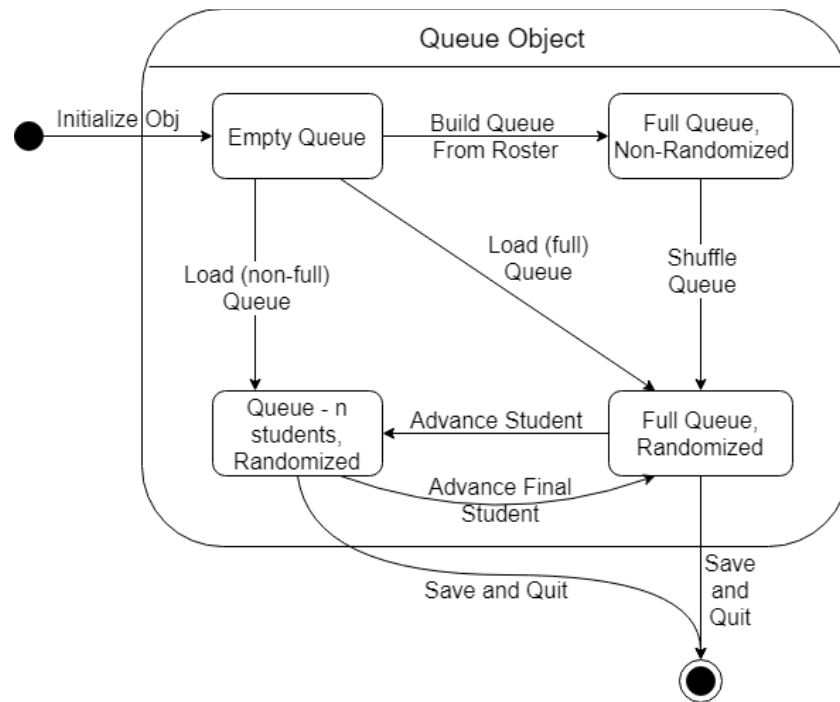 Queue Object
Initialize Obj
Empty Queue
Build Queue
From Roster
Full Queue,
Non-Randomized
Load (non-full)
Queue
Load (full)
Queue
Shuffle
Queue
Queue - n
students,
Randomized
Advance Student
Full Queue,
Randomized
Advance Final
Student
Save and Quit
Save
and
Quit